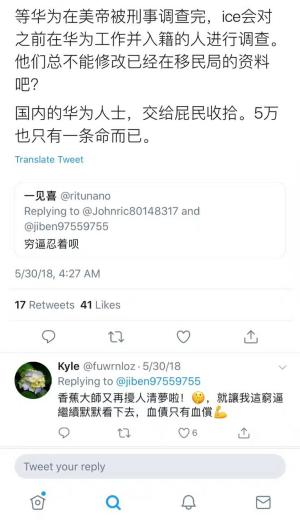 等华为在美帝被刑事调查完，ice会对
之前在华为工作并入籍的人进行调查。
他们总不能修改已经在移民局的资料
吧？
国内的华为人士，交给屁民收拾。5万
也只有一条命而已。
Translate Tweet
一见喜 @ritunano
Replying to @Johnric80148317 and
@jiben97559755
穷逼忍着呗
5/30/18, 4:27 AM
17 Retweets 41 Likes
Kyle @fuwrnloz · 5/30/18
Replying to @jiben97559755
香蕉大師又再擾人清夢啦！🤔，就讓我這窮逼
繼續默默看下去，血債只有血償💪
6
Tweet your reply